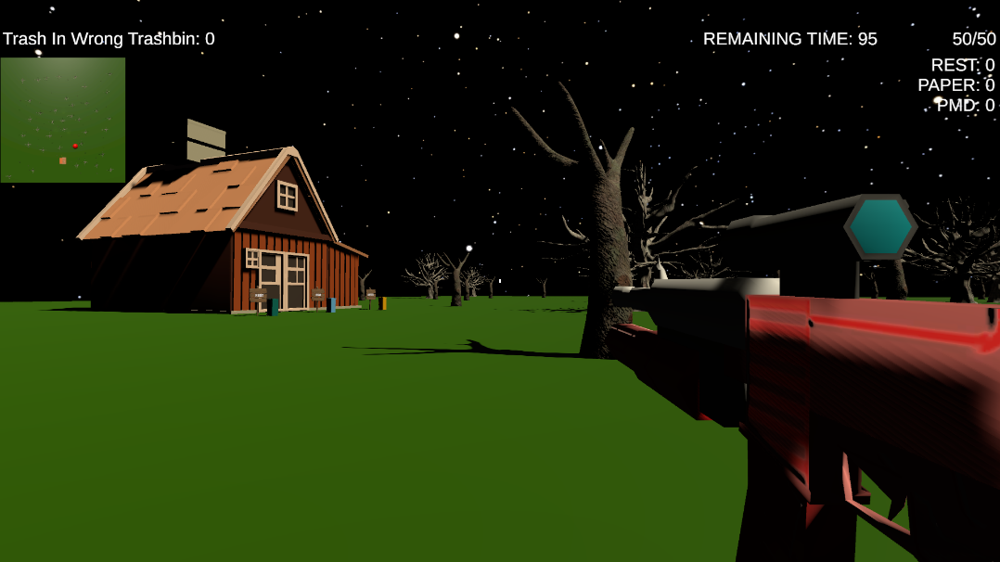 Trash In Wrong Trashbin: 0
REMAINING TIME: 95
50/50
REST: 0
PAPER: 0
PMD: 0